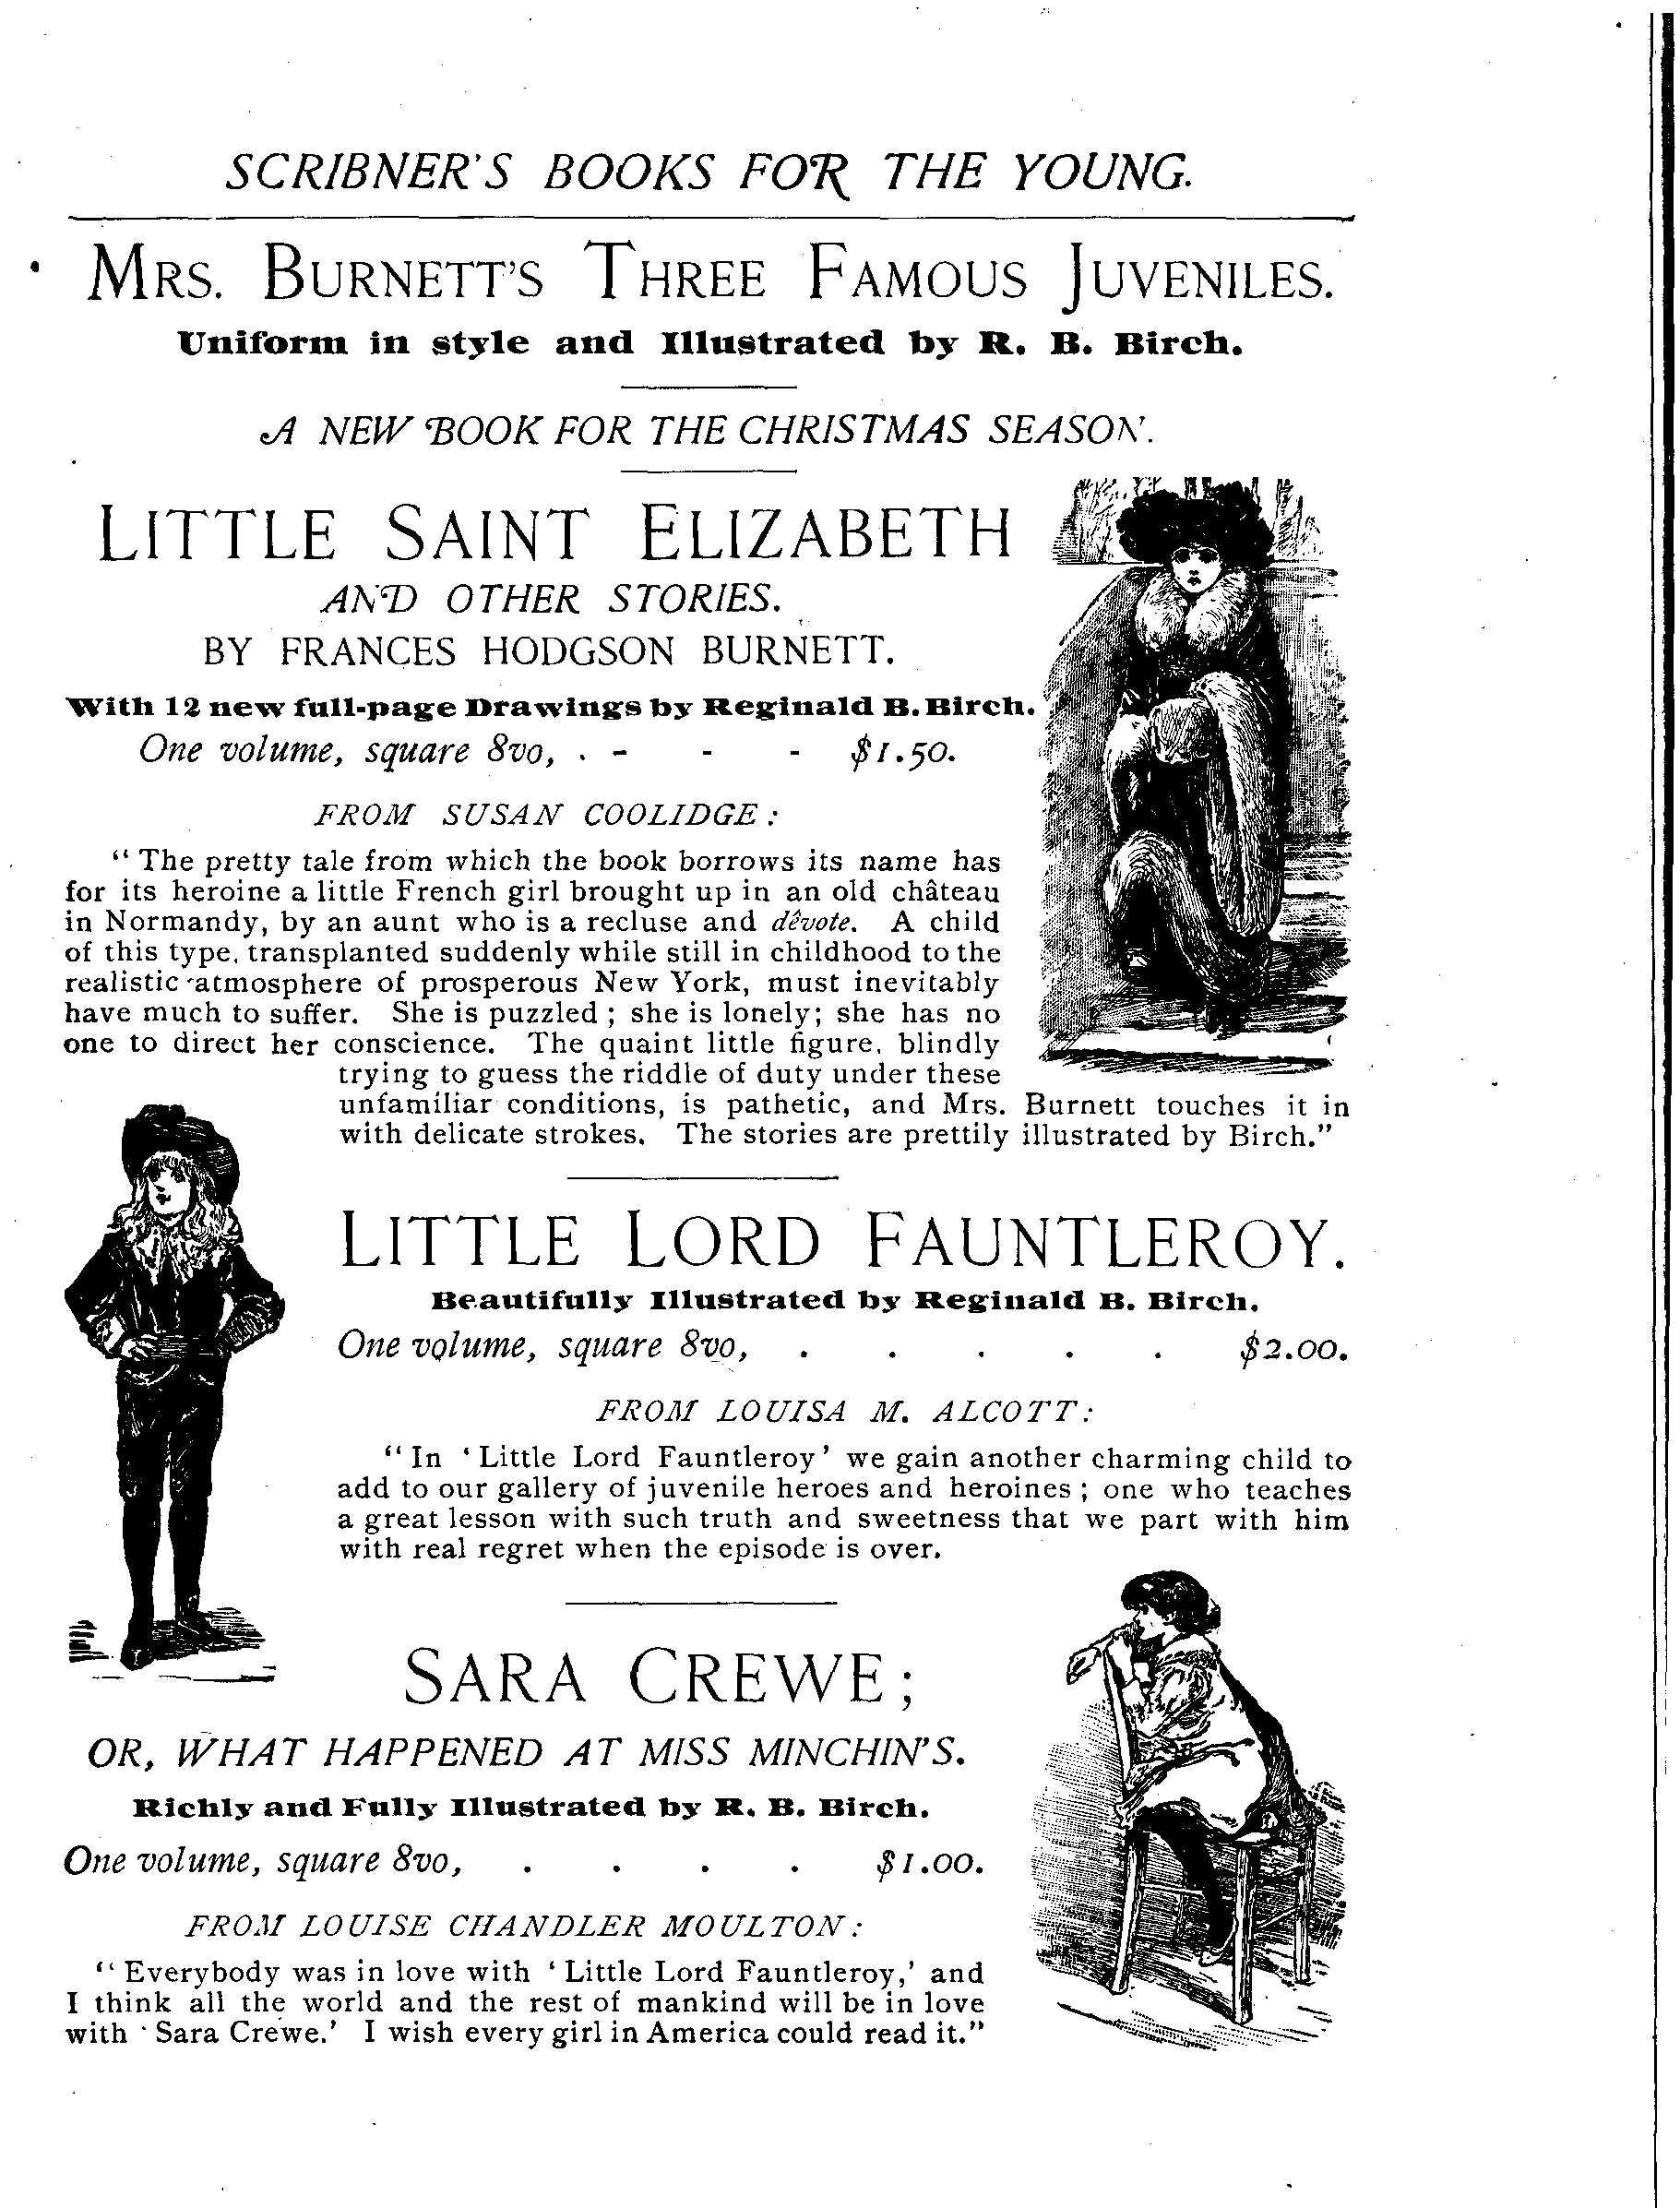 SCRIBNER'S BOOKS FOR THE YOUNG.
MRS. BURNETT'S THREE FAMOUS JUVENILES.
Uniform in style and Illustrated by R. B. Birch.
A NEW BOOK FOR THE CHRISTMAS SEASON.
LITTLE SAINT ELIZABETH
AND OTHER STORIES.
BY FRANCES HODGSON BURNETT.
With 12 new full-page Drawings by Reginald B. Birch.
One volume, square 8vo, . - - - $1.50.
FROM SUSAN COOLIDGE:
"The pretty tale from which the book borrows its name has
for its heroine a little French girl brought up in an old château
in Normandy, by an aunt who is a recluse and dêvote. A child
of this type, transplanted suddenly while still in childhood to the
realistic atmosphere of prosperous New York, must inevitably
have much to suffer. She is puzzled; she is lonely; she has no
one to direct her conscience. The quaint little figure, blindly
trying to guess the riddle of duty under these
unfamiliar conditions, is pathetic, and Mrs. Burnett touches it in
with delicate strokes. The stories are prettily illustrated by Birch."
LITTLE LORD FAUNTLEROY.
Beautifully Illustrated by Reginald B. Birch.
One volume, square 8vo, . . . . . $2.00.
FROM LOUISA M. ALCOTT:
"In 'Little Lord Fauntleroy' we gain another charming child to
add to our gallery of juvenile heroes and heroines; one who teaches
a great lesson with such truth and sweetness that we part with him
with real regret when the episode is over.
SARA CREWE;
OR, WHAT HAPPENED AT MISS MINCHIN'S.
Richly and Fully Illustrated by R. B. Birch.
One volume, square 8vo, . . . . $1.00.
FROM LOUISE CHANDLER MOULTON:
"Everybody was in love with 'Little Lord Fauntleroy,' and
I think all the world and the rest of mankind will be in love
with 'Sara Crewe.' I wish every girl in America could read it."